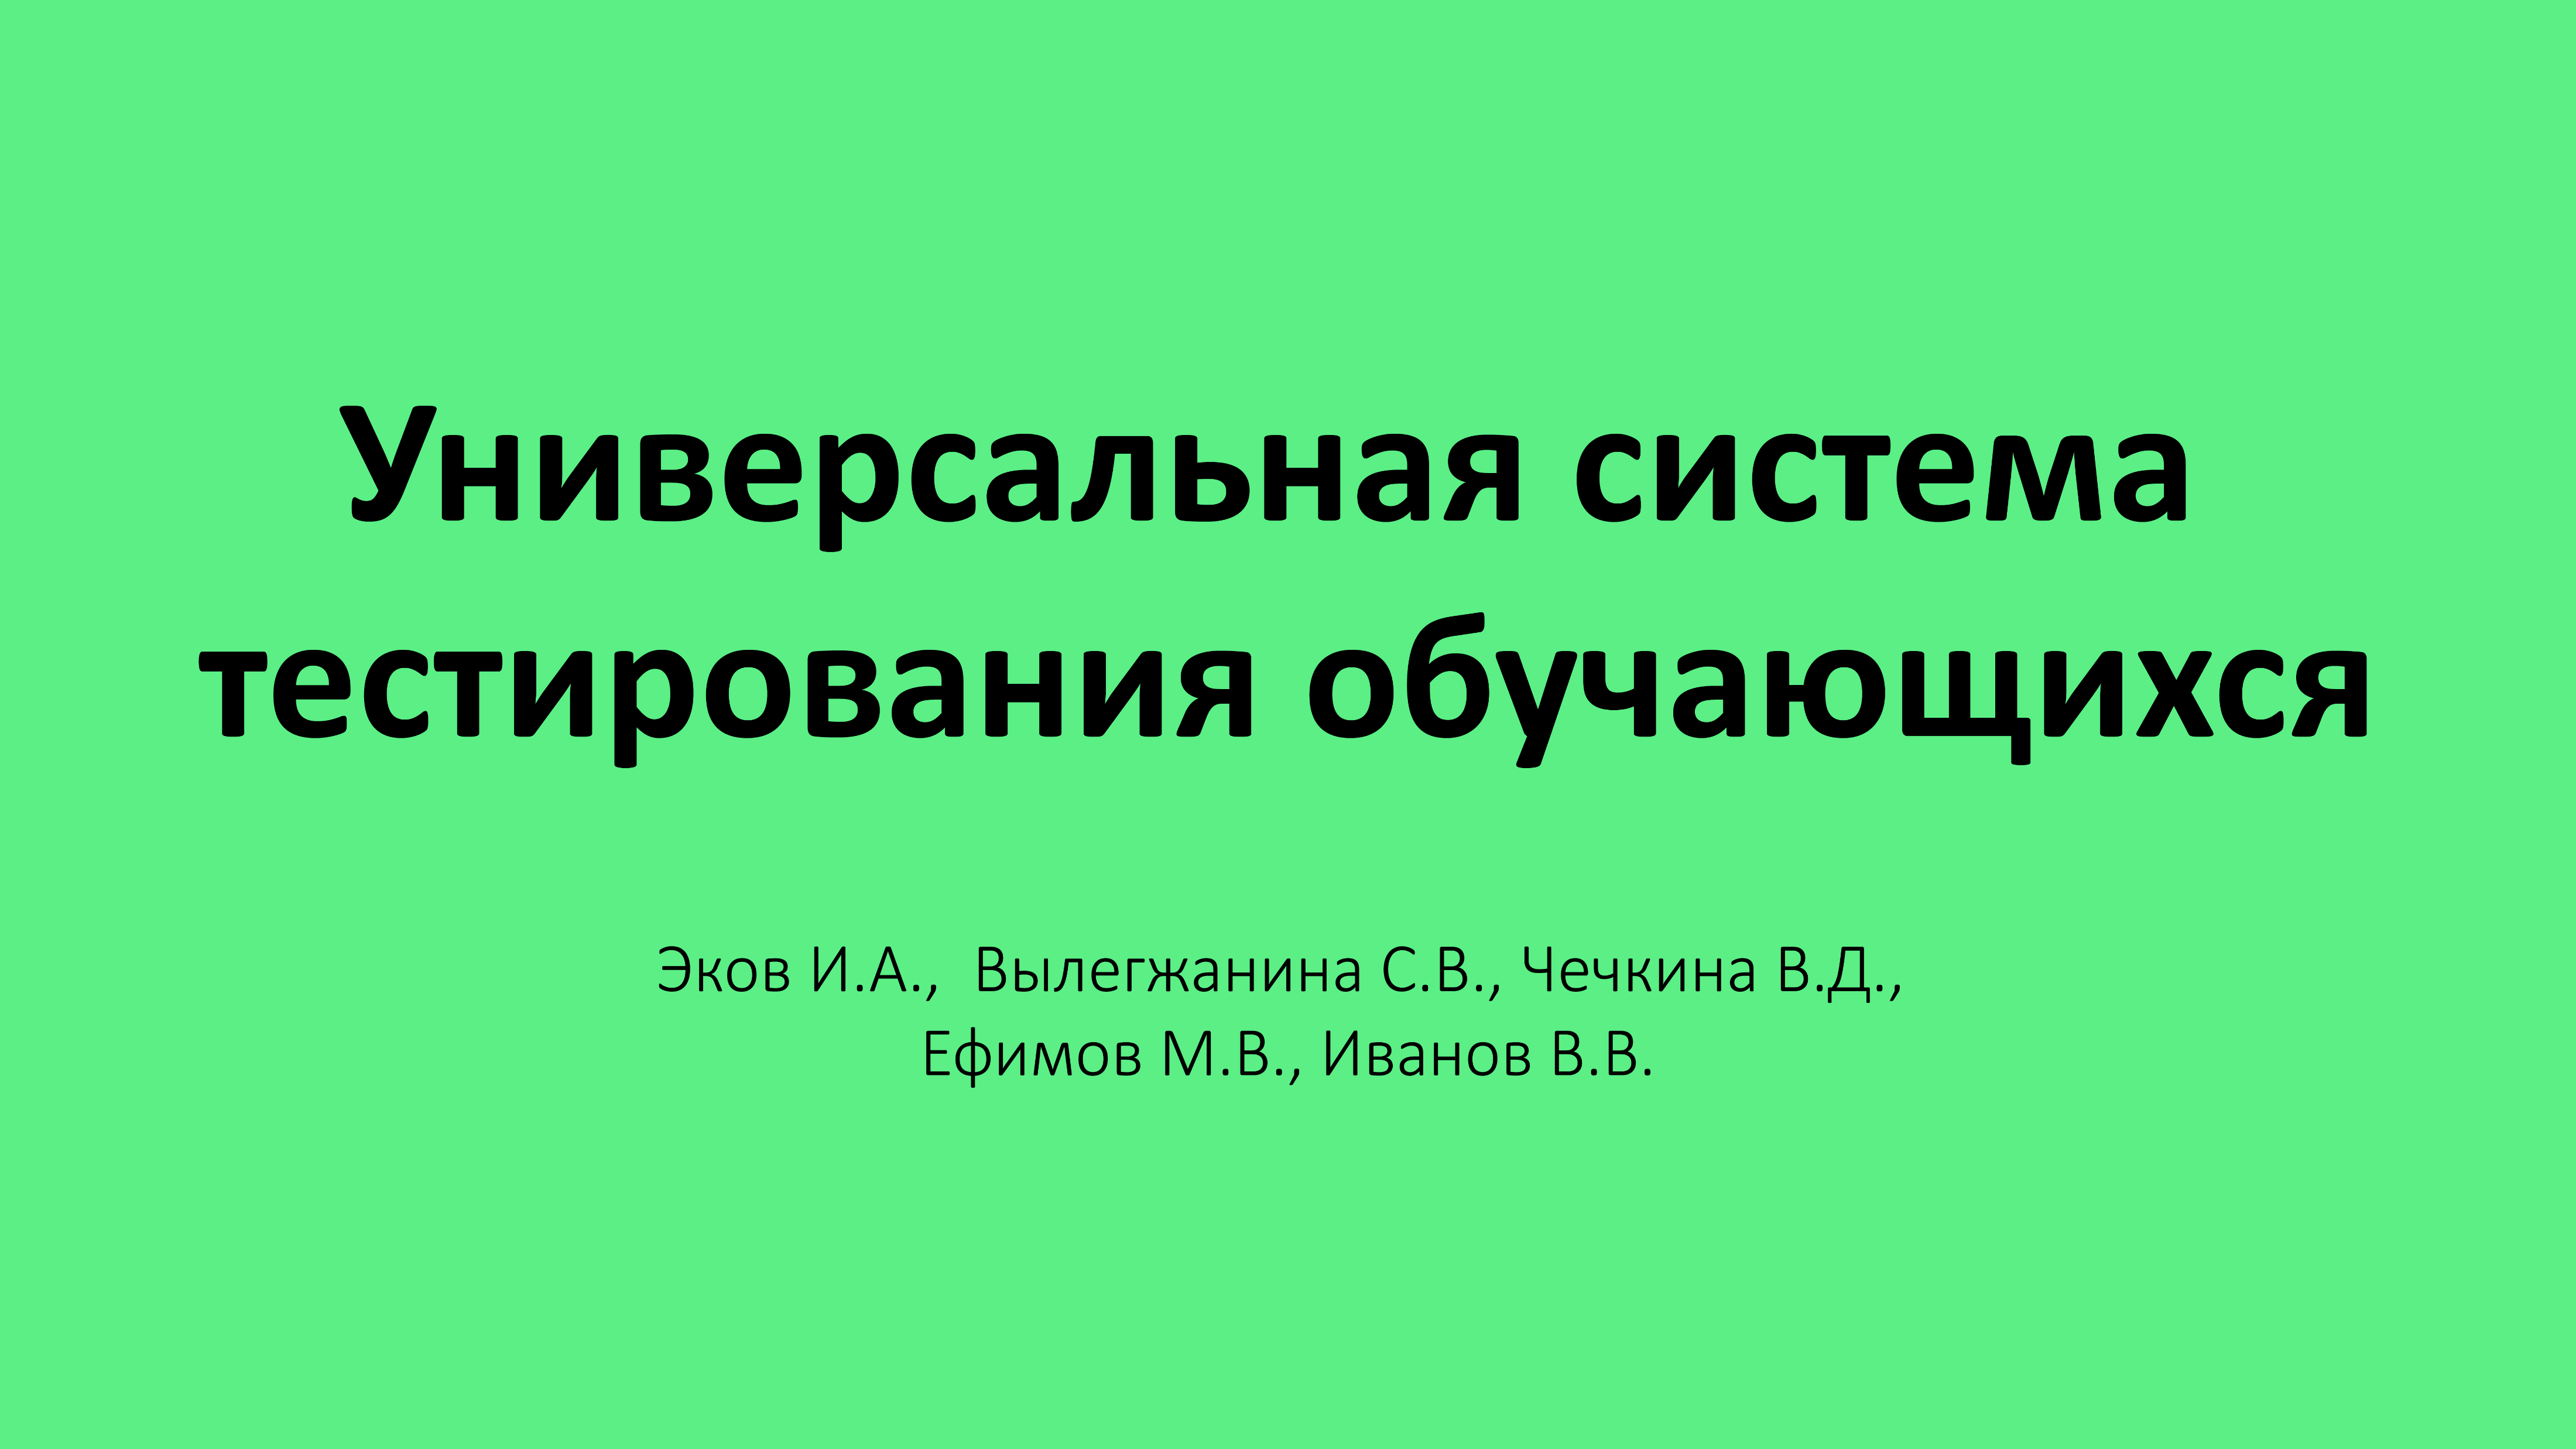 Универсальная система
тестирования обучающихся
Эков И.А., Вылегжанина С.В., Чечкина В.Д.,
Ефимов М.В., Иванов В.В.